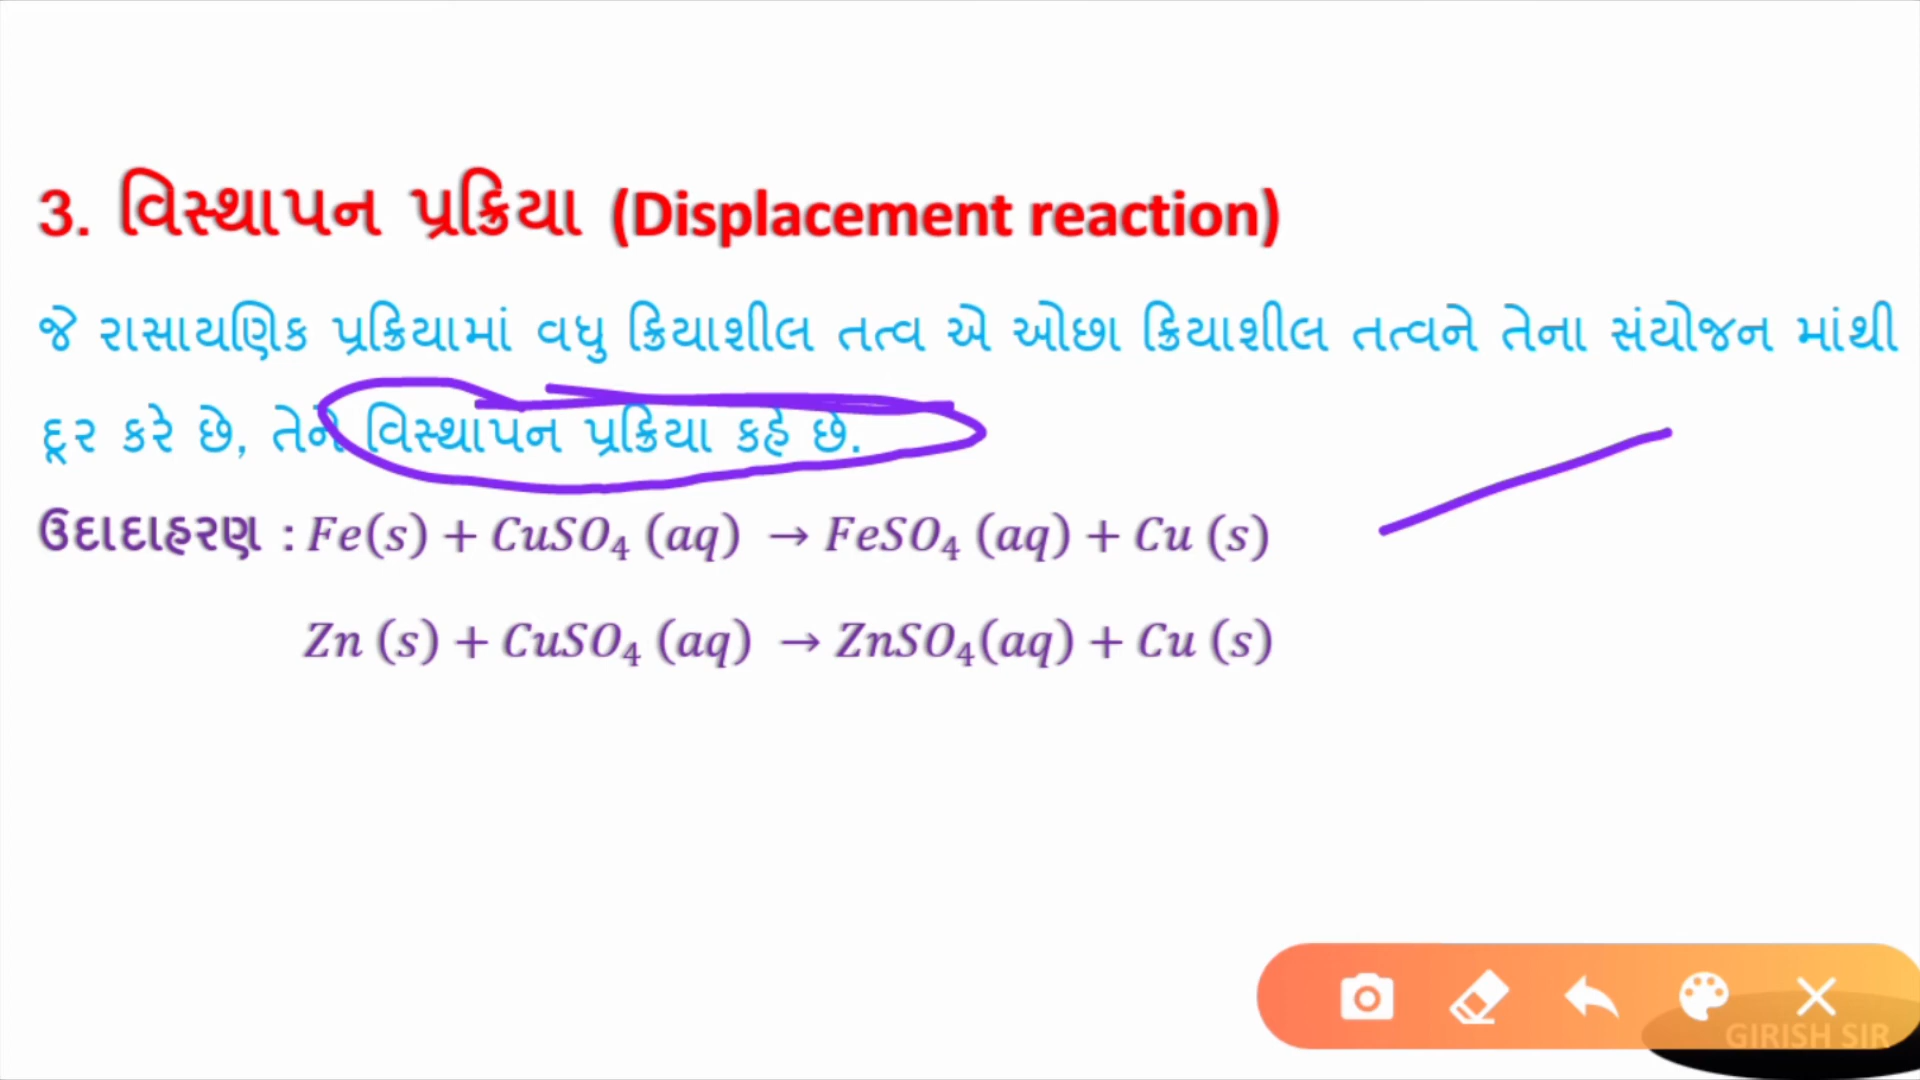 3. વિસ્થાપન પ્રક્રિયા (Displacement reaction)
જે રાસાયણિક પ્રક્રિયામાં વધુ ક્રિયાશીલ તત્વ એ ઓછા ક્રિયાશીલ તત્વને તેના સંયોજન માંથી
દૂર કરે છે, તેને વિસ્થાપન પ્રક્રિયા કહે છે.
ઉદાદાહરણ : Fe(s) + CuSO₄ (aq) → FeSO₄ (aq) + Cu (s)
Zn (s) + CuSO₄ (aq) → ZnSO₄(aq) + Cu (s)
GIRISH SIR